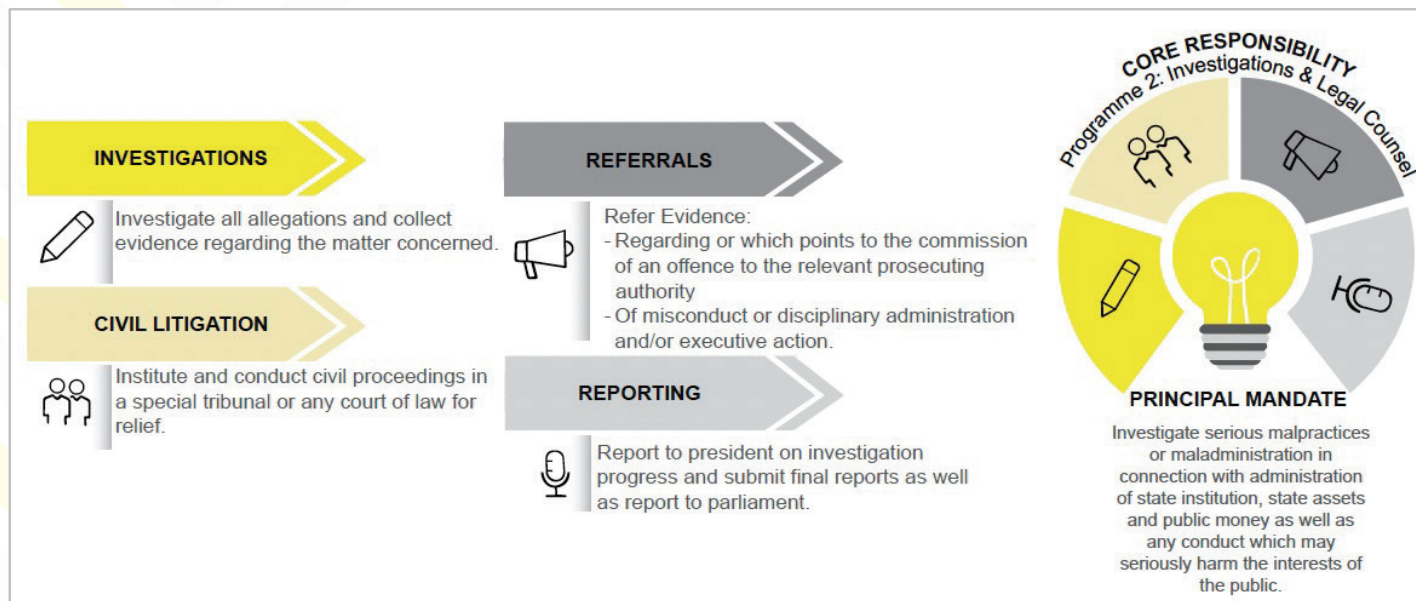 INVESTIGATIONS
Investigate all allegations and collect
evidence regarding the matter concerned.
CIVIL LITIGATION
Institute and conduct civil proceedings in
a special tribunal or any court of law for
relief.
REFERRALS
Refer Evidence:
- Regarding or which points to the commission
of an offence to the relevant prosecuting
authority
- Of misconduct or disciplinary administration
and/or executive action.
REPORTING
Report to president on investigation
progress and submit final reports as well
as report to parliament.
CORE RESPONSIBILITY
Programme 2: Investigations & Legal Counsel
PRINCIPAL MANDATE
Investigate serious malpractices
or maladministration in
connection with administration
of state institution, state assets
and public money as well as
any conduct which may
seriously harm the interests of
the public.